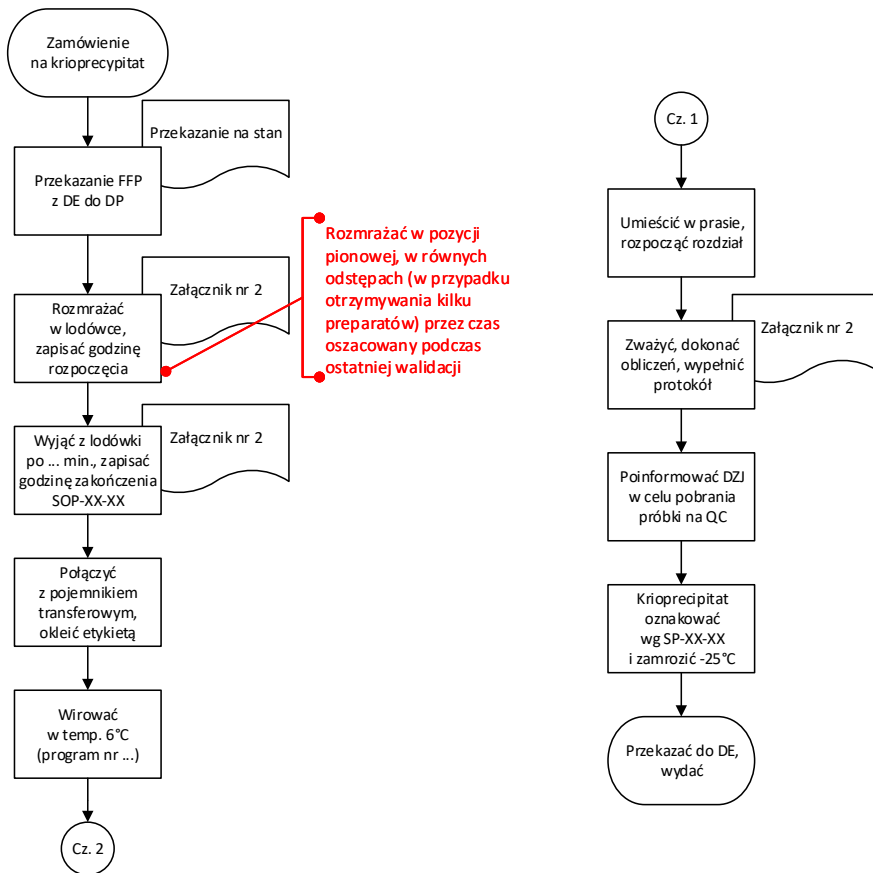 Zamówienie
na krioprecypitat
Przekazanie na stan
Przekazanie FFP
z DE do DP
Rozmrażać w pozycji
pionowej, w równych
odstępach (w przypadku
otrzymywania kilku
preparatów) przez czas
oszacowany podczas
ostatniej walidacji
Załącznik nr 2
Rozmrażać
w lodówce,
zapisać godzinę
rozpoczęcia
Załącznik nr 2
Wyjąć z lodówki
po ... min., zapisać
godzinę zakończenia
SOP-XX-XX
Połączyć
z pojemnikiem
transferowym,
okleić etykietą
Wirować
w temp. 6°C
(program nr ...)
Cz. 2
Cz. 1
Umieścić w prasie,
rozpocząć rozdział
Załącznik nr 2
Zważyć, dokonać
obliczeń, wypełnić
protokół
Poinformować DZJ
w celu pobrania
próbki na QC
Krioprecipitat
oznakować
wg SP-XX-XX
i zamrozić -25°C
Przekazać do DE,
wydać